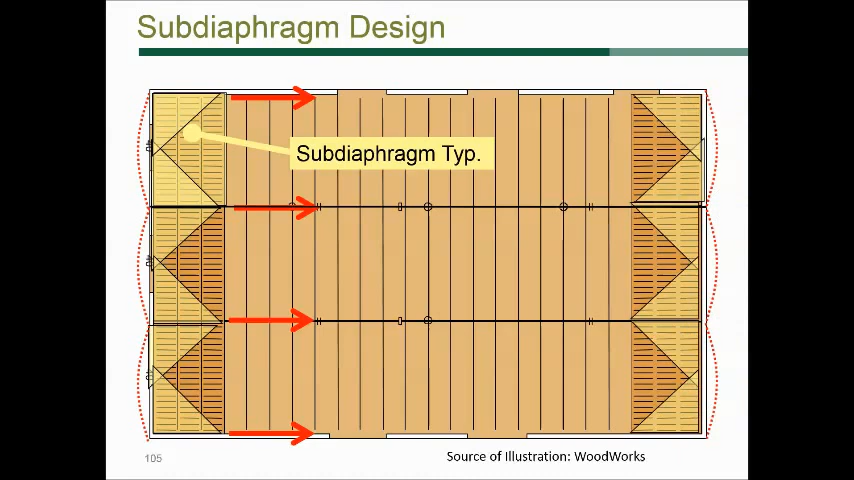 Subdiaphragm Design
Subdiaphragm Typ.
105
Source of Illustration: WoodWorks